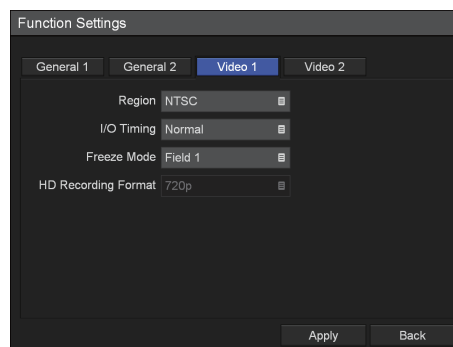 Function Settings
General 1 General 2 Video 1 Video 2
Region NTSC
I/O Timing Normal
Freeze Mode Field 1
HD Recording Format 720p
Apply Back